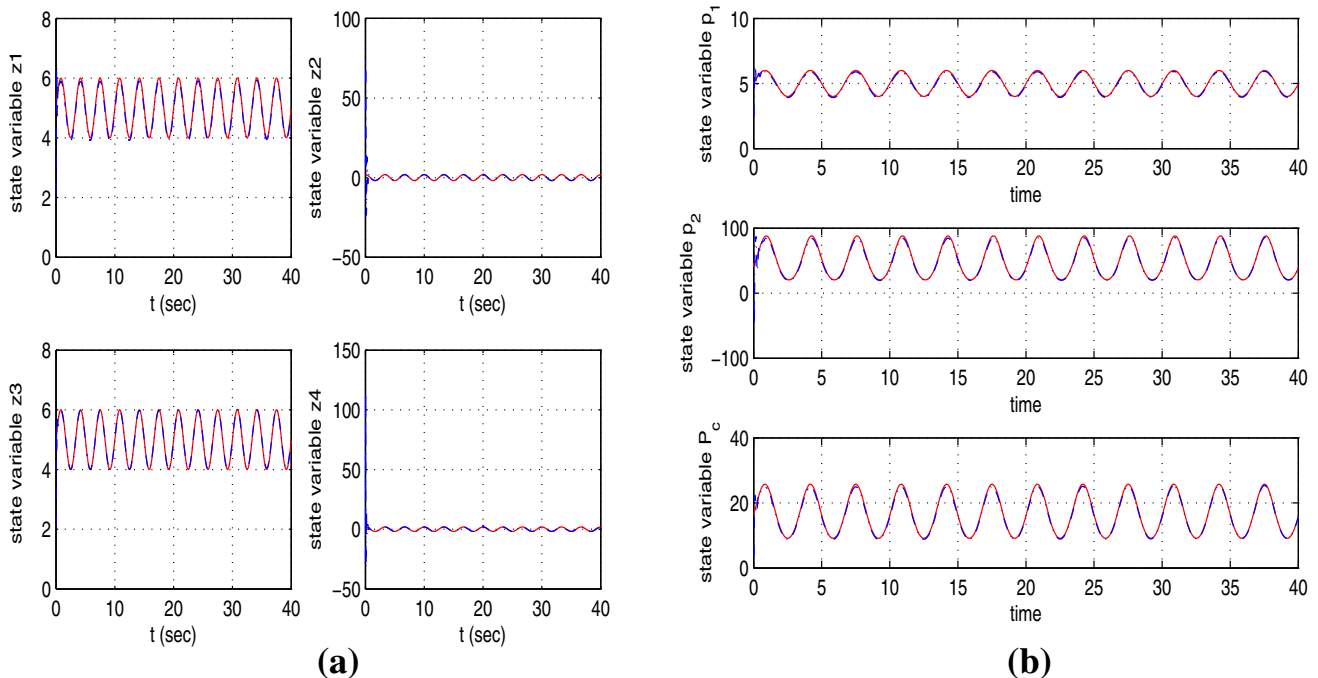 state variable z1
8
6
4
2
0
0 10 20 30 40
t (sec)
state variable z2
100
50
0
−50
0 10 20 30 40
t (sec)
state variable z3
8
6
4
2
0
0 10 20 30 40
t (sec)
state variable z4
150
100
50
0
−50
0 10 20 30 40
t (sec)
(a)
state variable p1
10
5
0
0 5 10 15 20 25 30 35 40
time
state variable p2
100
0
−100
0 5 10 15 20 25 30 35 40
time
state variable Pc
40
20
0
0 5 10 15 20 25 30 35 40
time
(b)